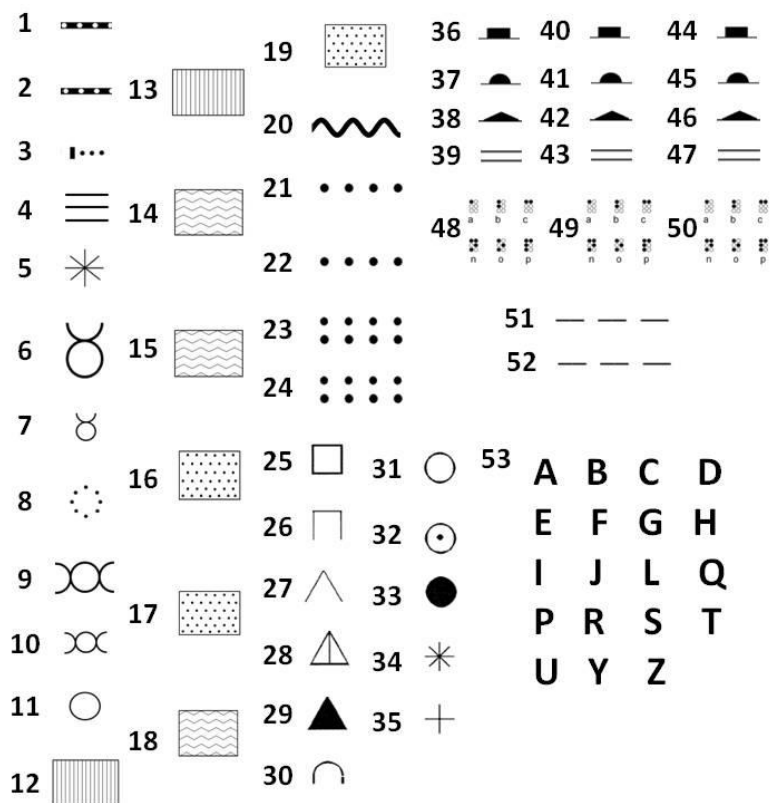 1
2
3
4
5
6
7
8
9
10
11
12
13
14
15
16
17
18
19
20
21
22
23
24
25
26
27
28
29
30
31
32
33
34
35
36 40 44
37 41 45
38 42 46
39 43 47
48
a b c
n o p
49
a b c
n o p
50
a b c
n o p
51
52
53
A B C D
E F G H
I J L Q
P R S T
U Y Z